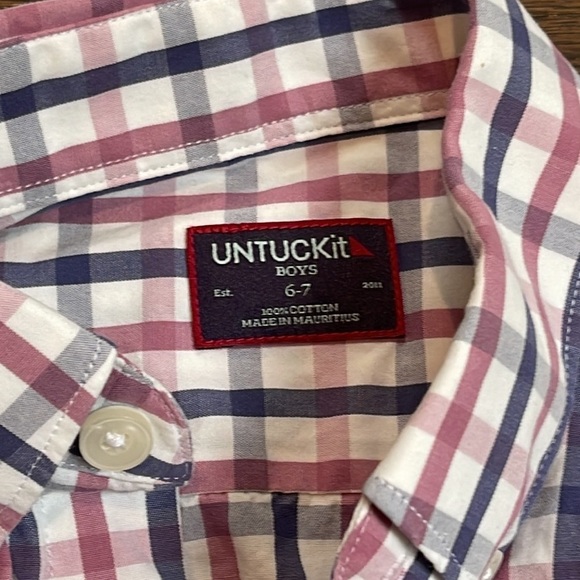 UNTUCKit
BOYS
Est. 6-7 2011
100% COTTON
MADE IN MAURITIUS